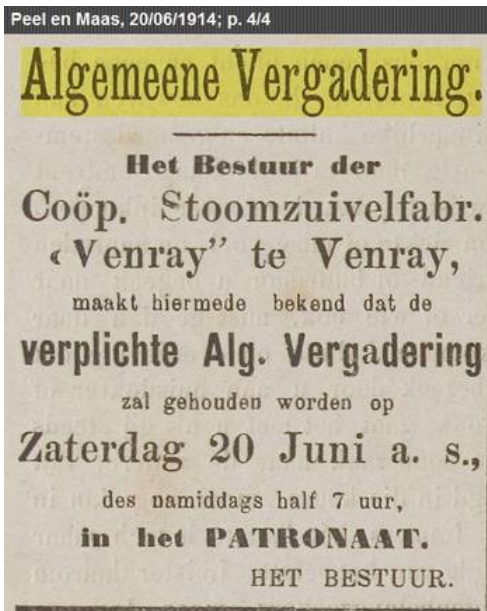 Peel en Maas, 20/06/1914; p. 4/4
Algemeene Vergadering.
Het Bestuur der
Coöp. Stoomzuivelfabr.
‹Venray” te Venray,
maakt hiermede bekend dat de
verplichte Alg. Vergadering
zal gehouden worden op
Zaterdag 20 Juni a. s.,
des namiddags half 7 uur,
in het PATRONAAT.
HET BESTUUR.